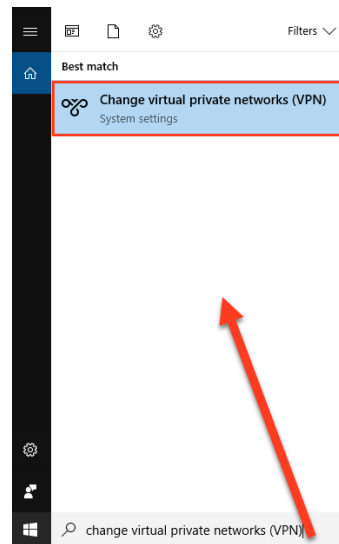 Filters
Best match
Change virtual private networks (VPN)
System settings
change virtual private networks (VPN)